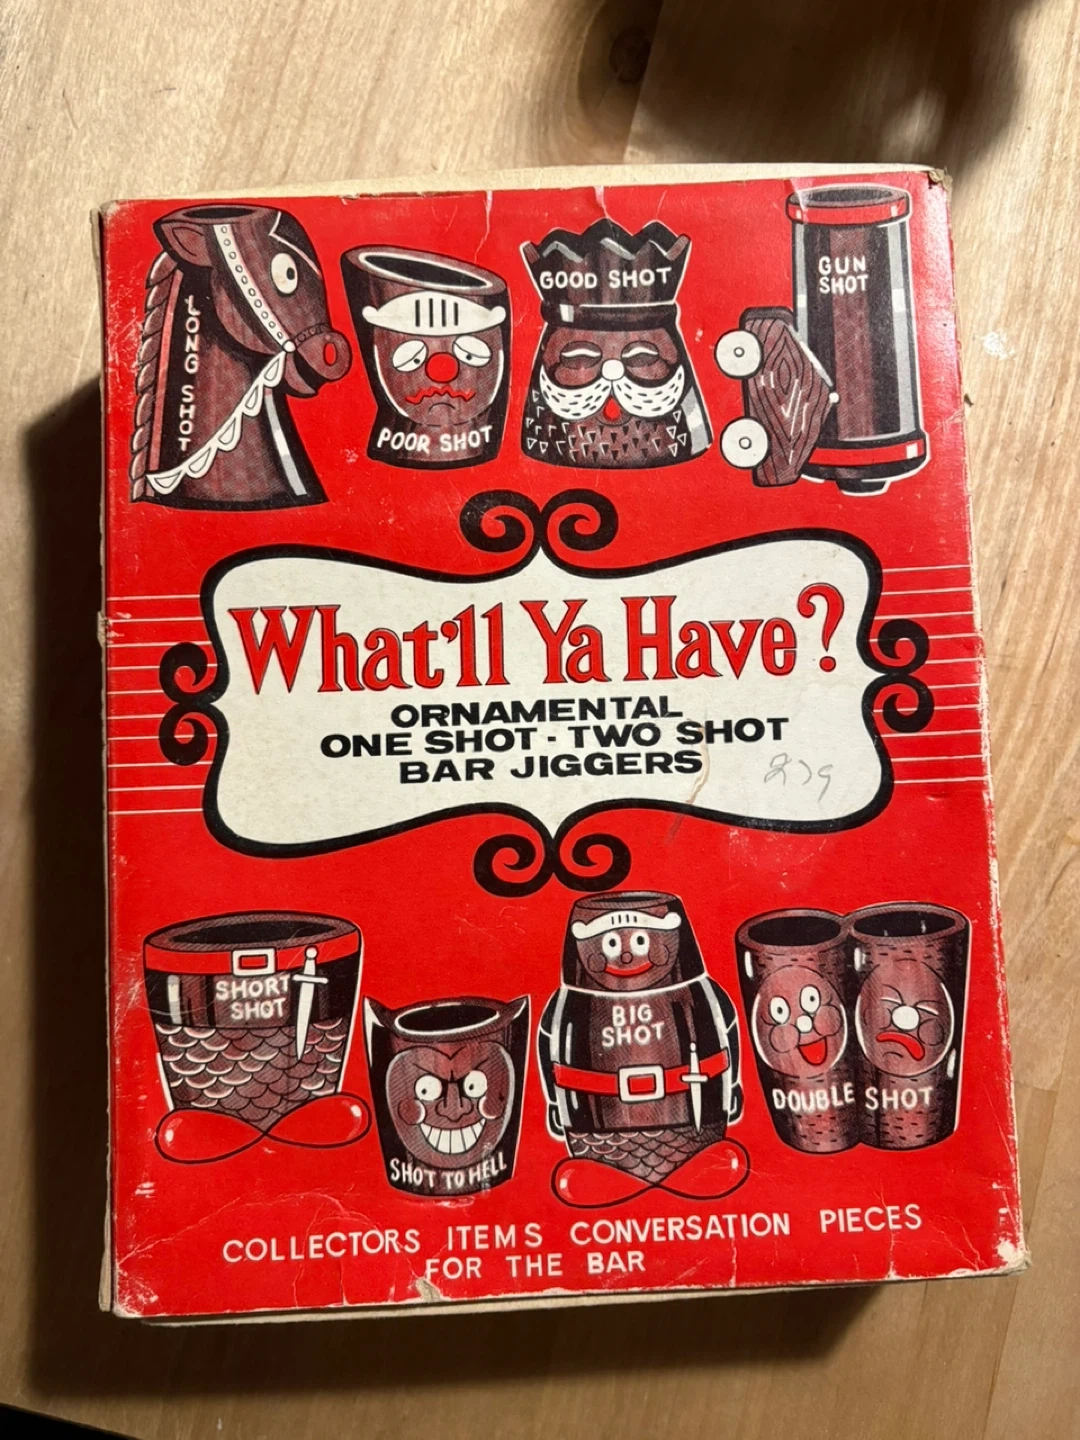 LONG SHOT
POOR SHOT
GOOD SHOT
GUN
SHOT
What'll Ya Have?
ORNAMENTAL
ONE SHOT - TWO SHOT
BAR JIGGERS
SHORT
SHOT
SHOT TO HELL
BIG
SHOT
DOUBLE SHOT
COLLECTORS ITEMS CONVERSATION PIECES
FOR THE BAR